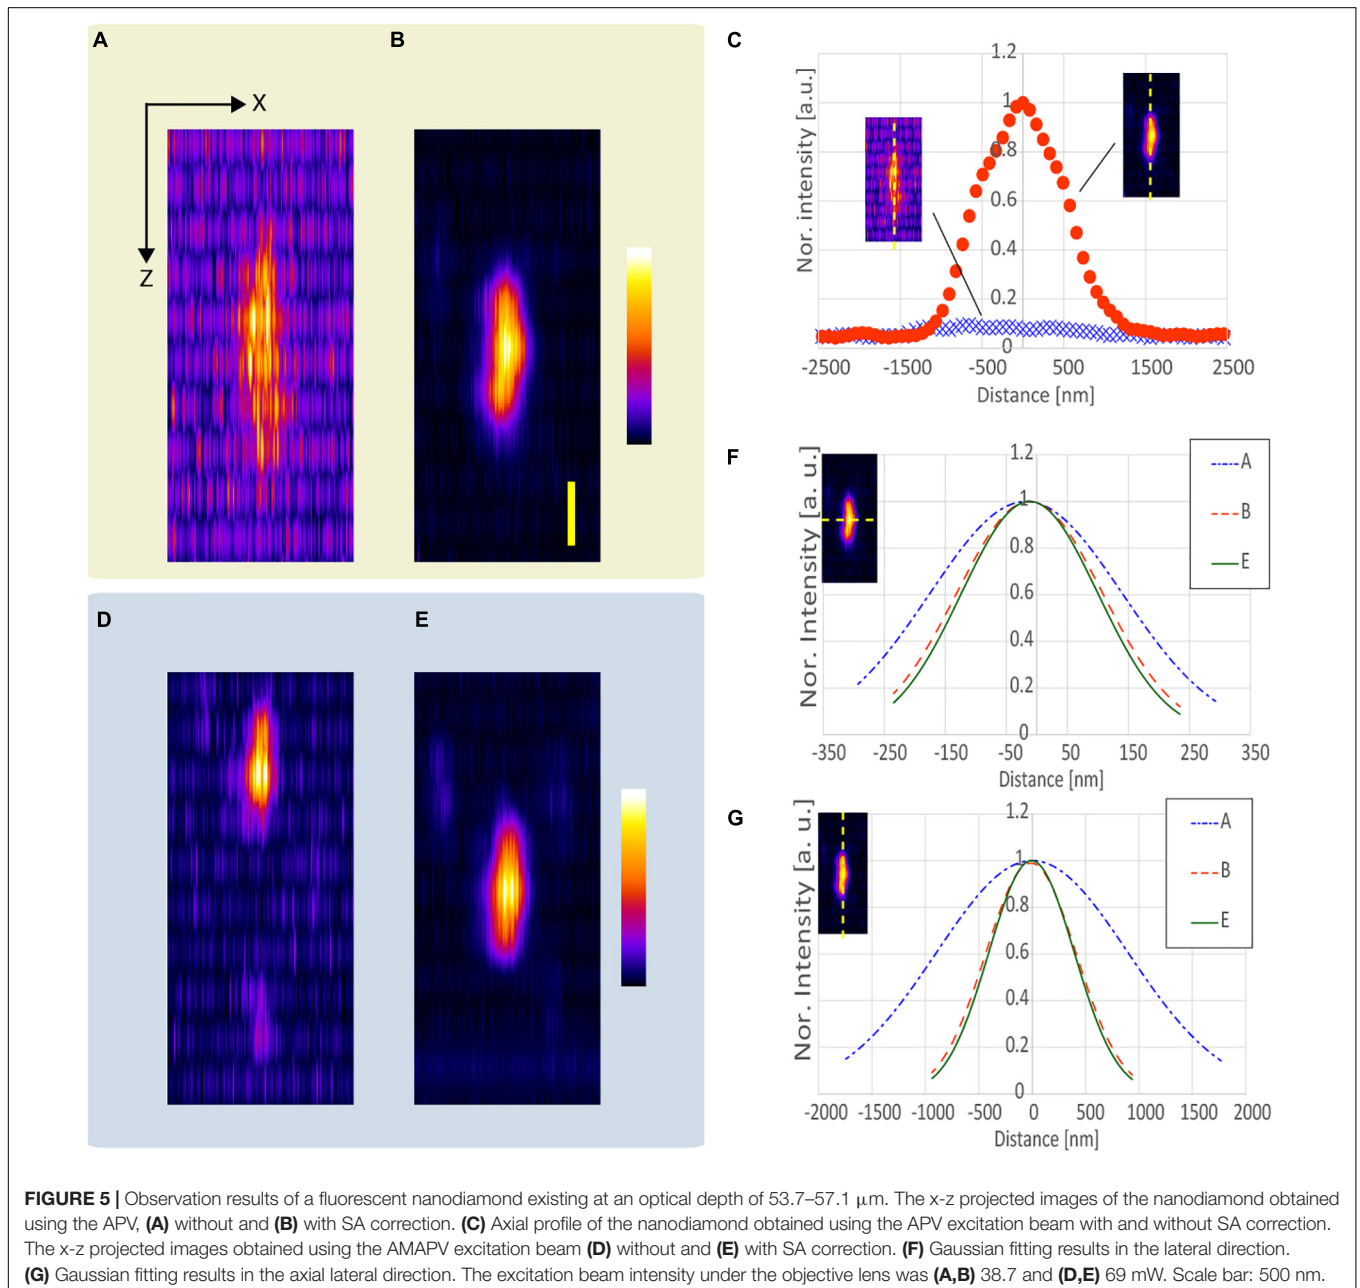 A
B
X
Z
C
Nor. intensity [a.u.]
1.2
1
0.8
0.6
0.4
0.2
0
-2500 -1500 -500 500 1500 2500
Distance [nm]
D
E
F
Nor. Intensity [a. u.]
1.2
1
0.8
0.6
0.4
0.2
0
-350 -250 -150 -50 50 150 250 350
Distance [nm]
A
B
E
G
Nor. Intensity [a. u.]
1.2
1
0.8
0.6
0.4
0.2
0
-2000 -1500 -1000 -500 0 500 1000 1500 2000
Distance [nm]
A
B
E
FIGURE 5 | Observation results of a fluorescent nanodiamond existing at an optical depth of 53.7–57.1 μm. The x-z projected images of the nanodiamond obtained
using the APV, (A) without and (B) with SA correction. (C) Axial profile of the nanodiamond obtained using the APV excitation beam with and without SA correction.
The x-z projected images obtained using the AMAPV excitation beam (D) without and (E) with SA correction. (F) Gaussian fitting results in the lateral direction.
(G) Gaussian fitting results in the axial lateral direction. The excitation beam intensity under the objective lens was (A,B) 38.7 and (D,E) 69 mW. Scale bar: 500 nm.